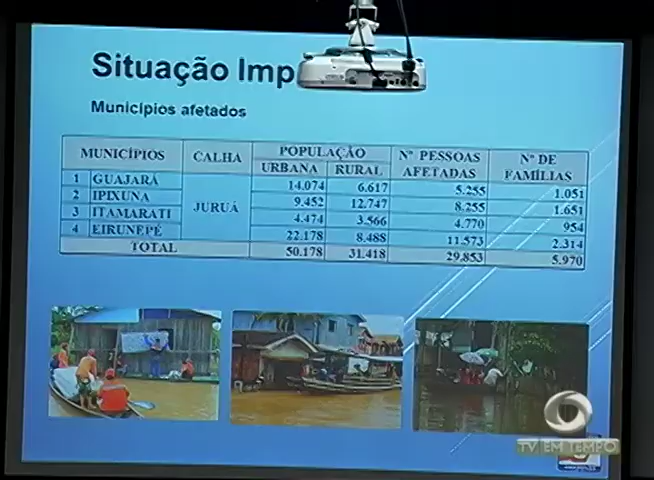 Situação Imp
Municípios afetados
MUNICÍPIOS CALHA POPULAÇÃO Nº PESSOAS AFETADAS Nº DE FAMÍLIAS
URBANA RURAL
1 GUAJARÁ JURUÁ 14.074 6.617 5.255 1.051
2 IPIXUNA 9.452 12.747 8.255 1.651
3 ITAMARATI 4.474 3.566 4.770 954
4 EIRUNEPÉ 22.178 8.488 11.573 2.314
TOTAL 50.178 31.418 29.853 5.970
TV EM TEMPO